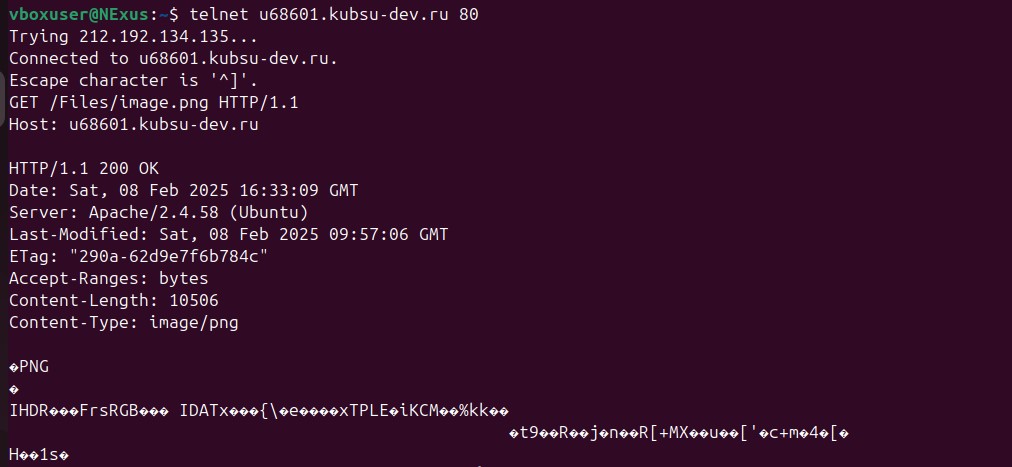 vboxuser@NExus:~$ telnet u68601.kubsu-dev.ru 80
Trying 212.192.134.135...
Connected to u68601.kubsu-dev.ru.
Escape character is '^]'.
GET /Files/image.png HTTP/1.1
Host: u68601.kubsu-dev.ru
HTTP/1.1 200 OK
Date: Sat, 08 Feb 2025 16:33:09 GMT
Server: Apache/2.4.58 (Ubuntu)
Last-Modified: Sat, 08 Feb 2025 09:57:06 GMT
ETag: "290a-62d9e7f6b784c"
Accept-Ranges: bytes
Content-Length: 10506
Content-Type: image/png
�PNG
�
IHDR���FrsRGB��� IDATx���{\�e����xTPLE�iKCM��%kk��
�t9��R��j�n��R[+MX��u��['�c+m�4�[�
H��1s�